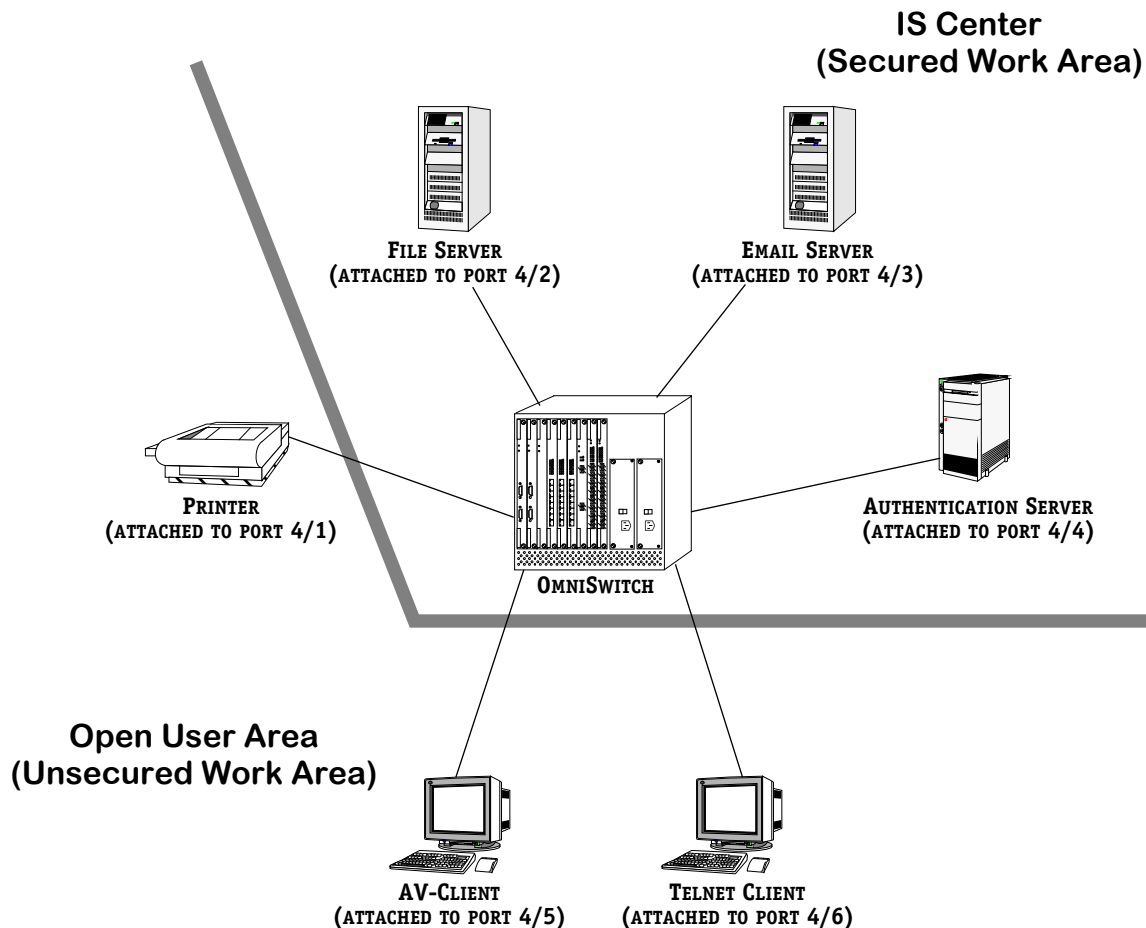 IS Center
(Secured Work Area)
FILE SERVER
(ATTACHED TO PORT 4/2)
EMAIL SERVER
(ATTACHED TO PORT 4/3)
PRINTER
(ATTACHED TO PORT 4/1)
AUTHENTICATION SERVER
(ATTACHED TO PORT 4/4)
OMNISWITCH
Open User Area
(Unsecured Work Area)
AV-CLIENT
(ATTACHED TO PORT 4/5)
TELNET CLIENT
(ATTACHED TO PORT 4/6)